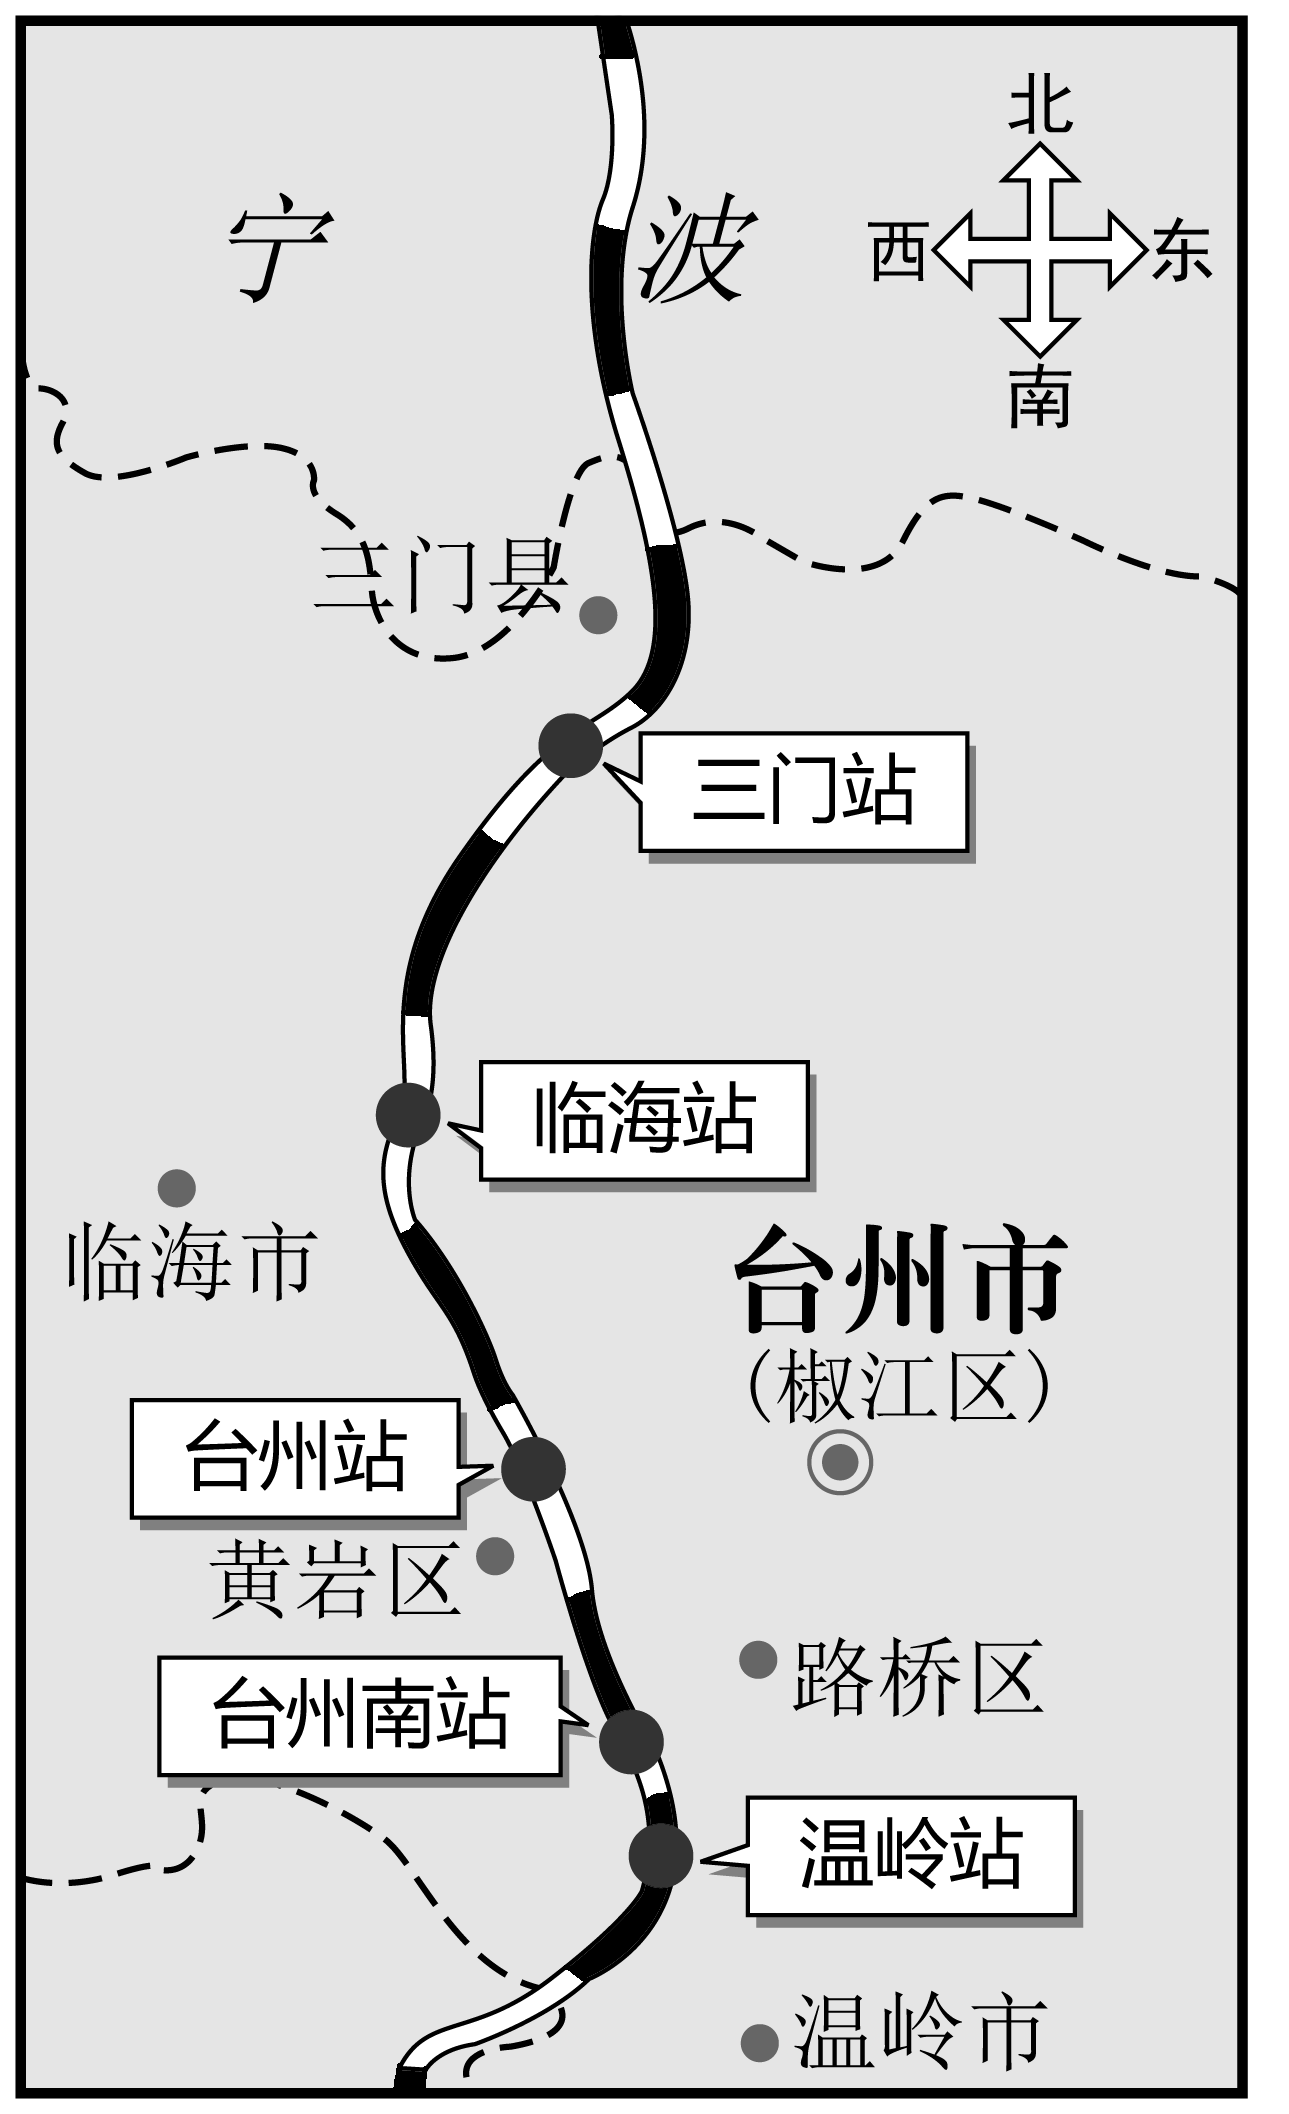 北
宁 波
西 东
南
三门县
三门站
临海站
临海市
台州市
（椒江区）
台州站
黄岩区
路桥区
台州南站
温岭站
温岭市